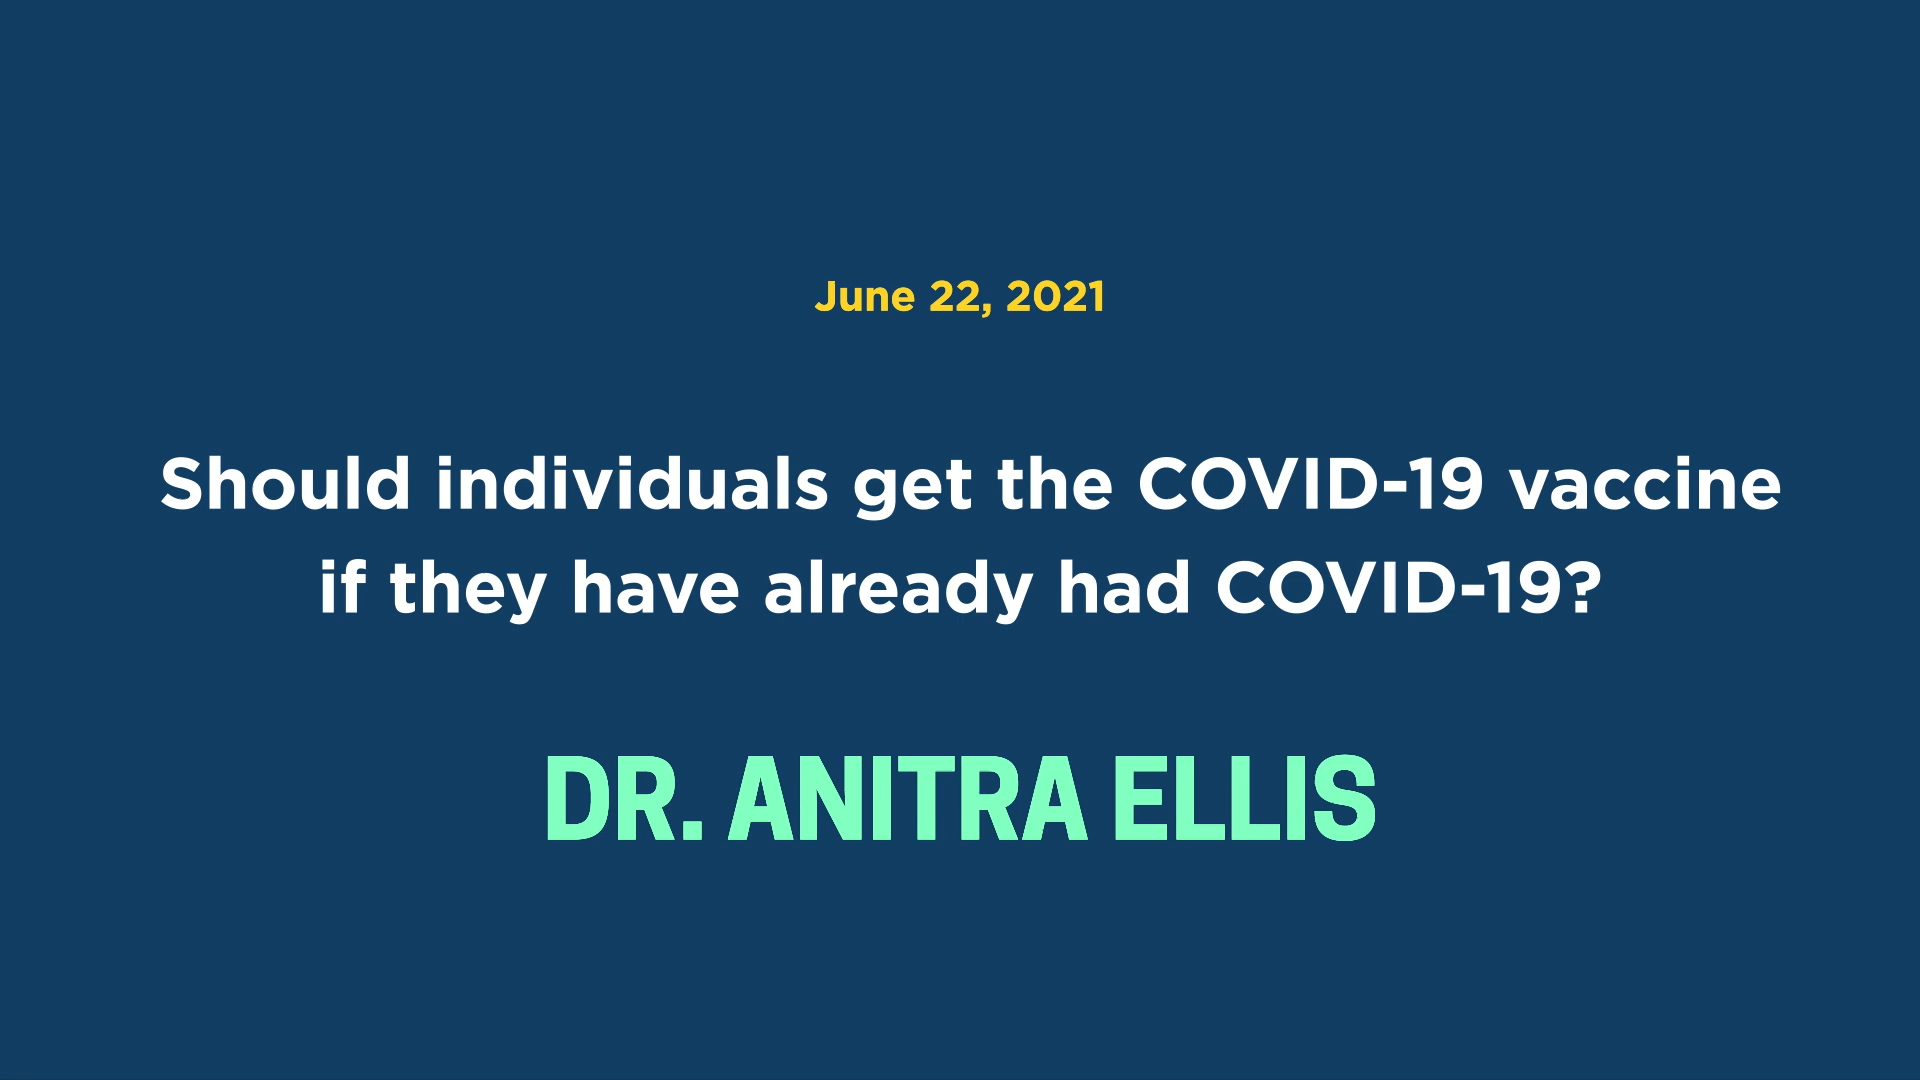 June 22, 2021
Should individuals get the COVID-19 vaccine
if they have already had COVID-19?
DR. ANITRA ELLIS